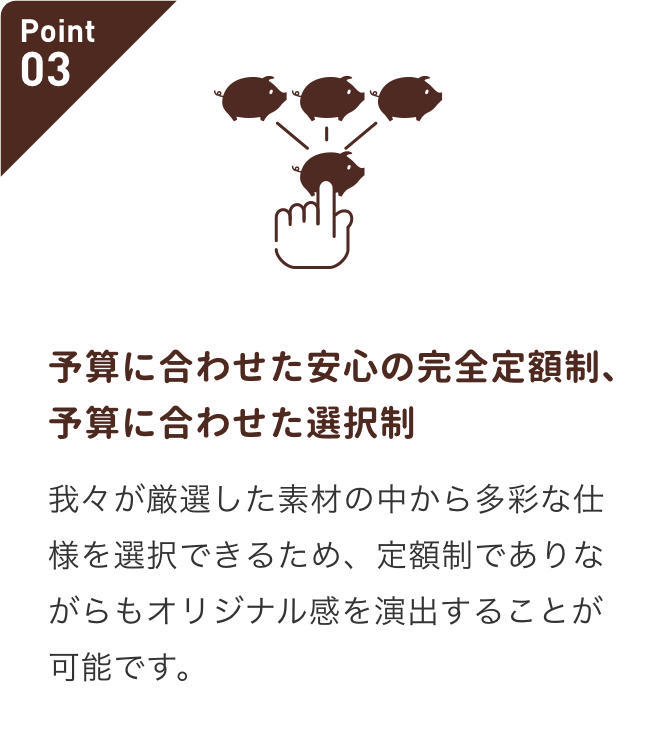 Point
03
予算に合わせた安心の完全定額制、
予算に合わせた選択制
我々が厳選した素材の中から多彩な仕
様を選択できるため、定額制でありな
がらもオリジナル感を演出することが
可能です。